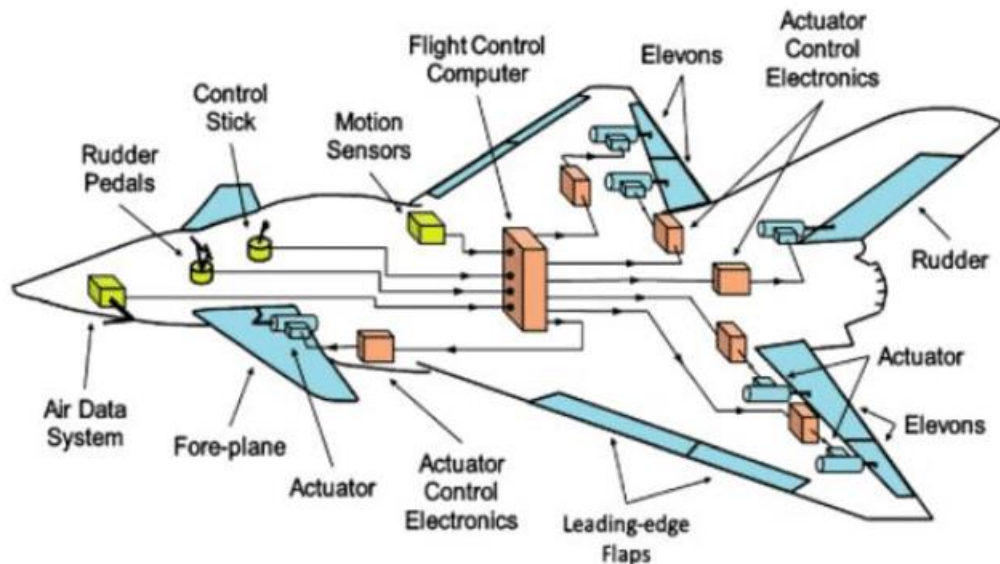 Flight Control
Computer
Elevons
Actuator
Control
Electronics
Control
Stick
Motion
Sensors
Rudder
Pedals
Rudder
Air Data
System
Fore-plane
Actuator
Actuator
Control
Electronics
Leading-edge
Flaps
Actuator
Elevons